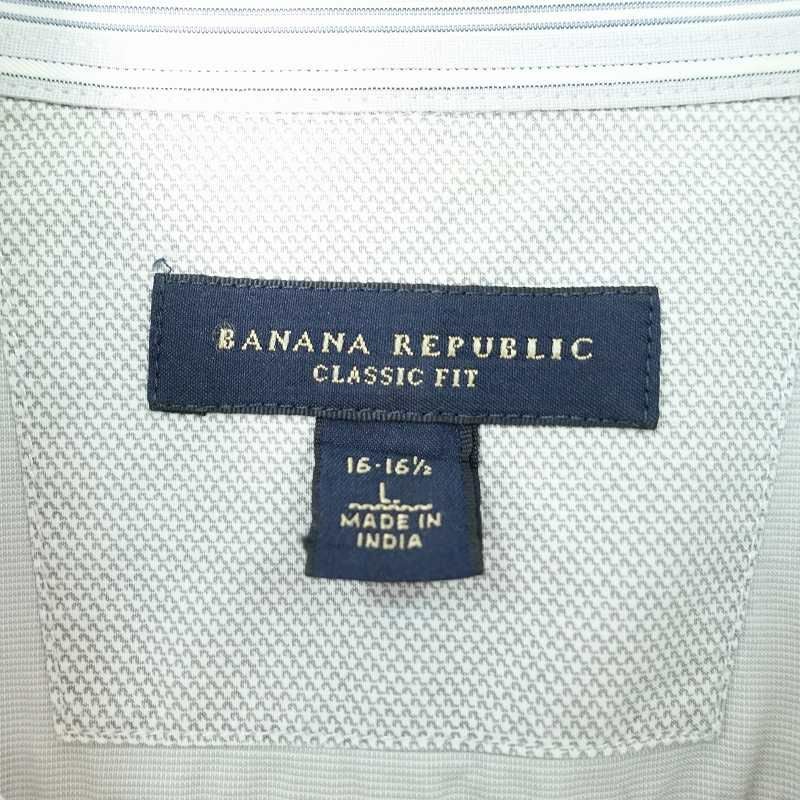 BANANA REPUBLIC
CLASSIC FIT
16-16½
L.
MADE IN
INDIA